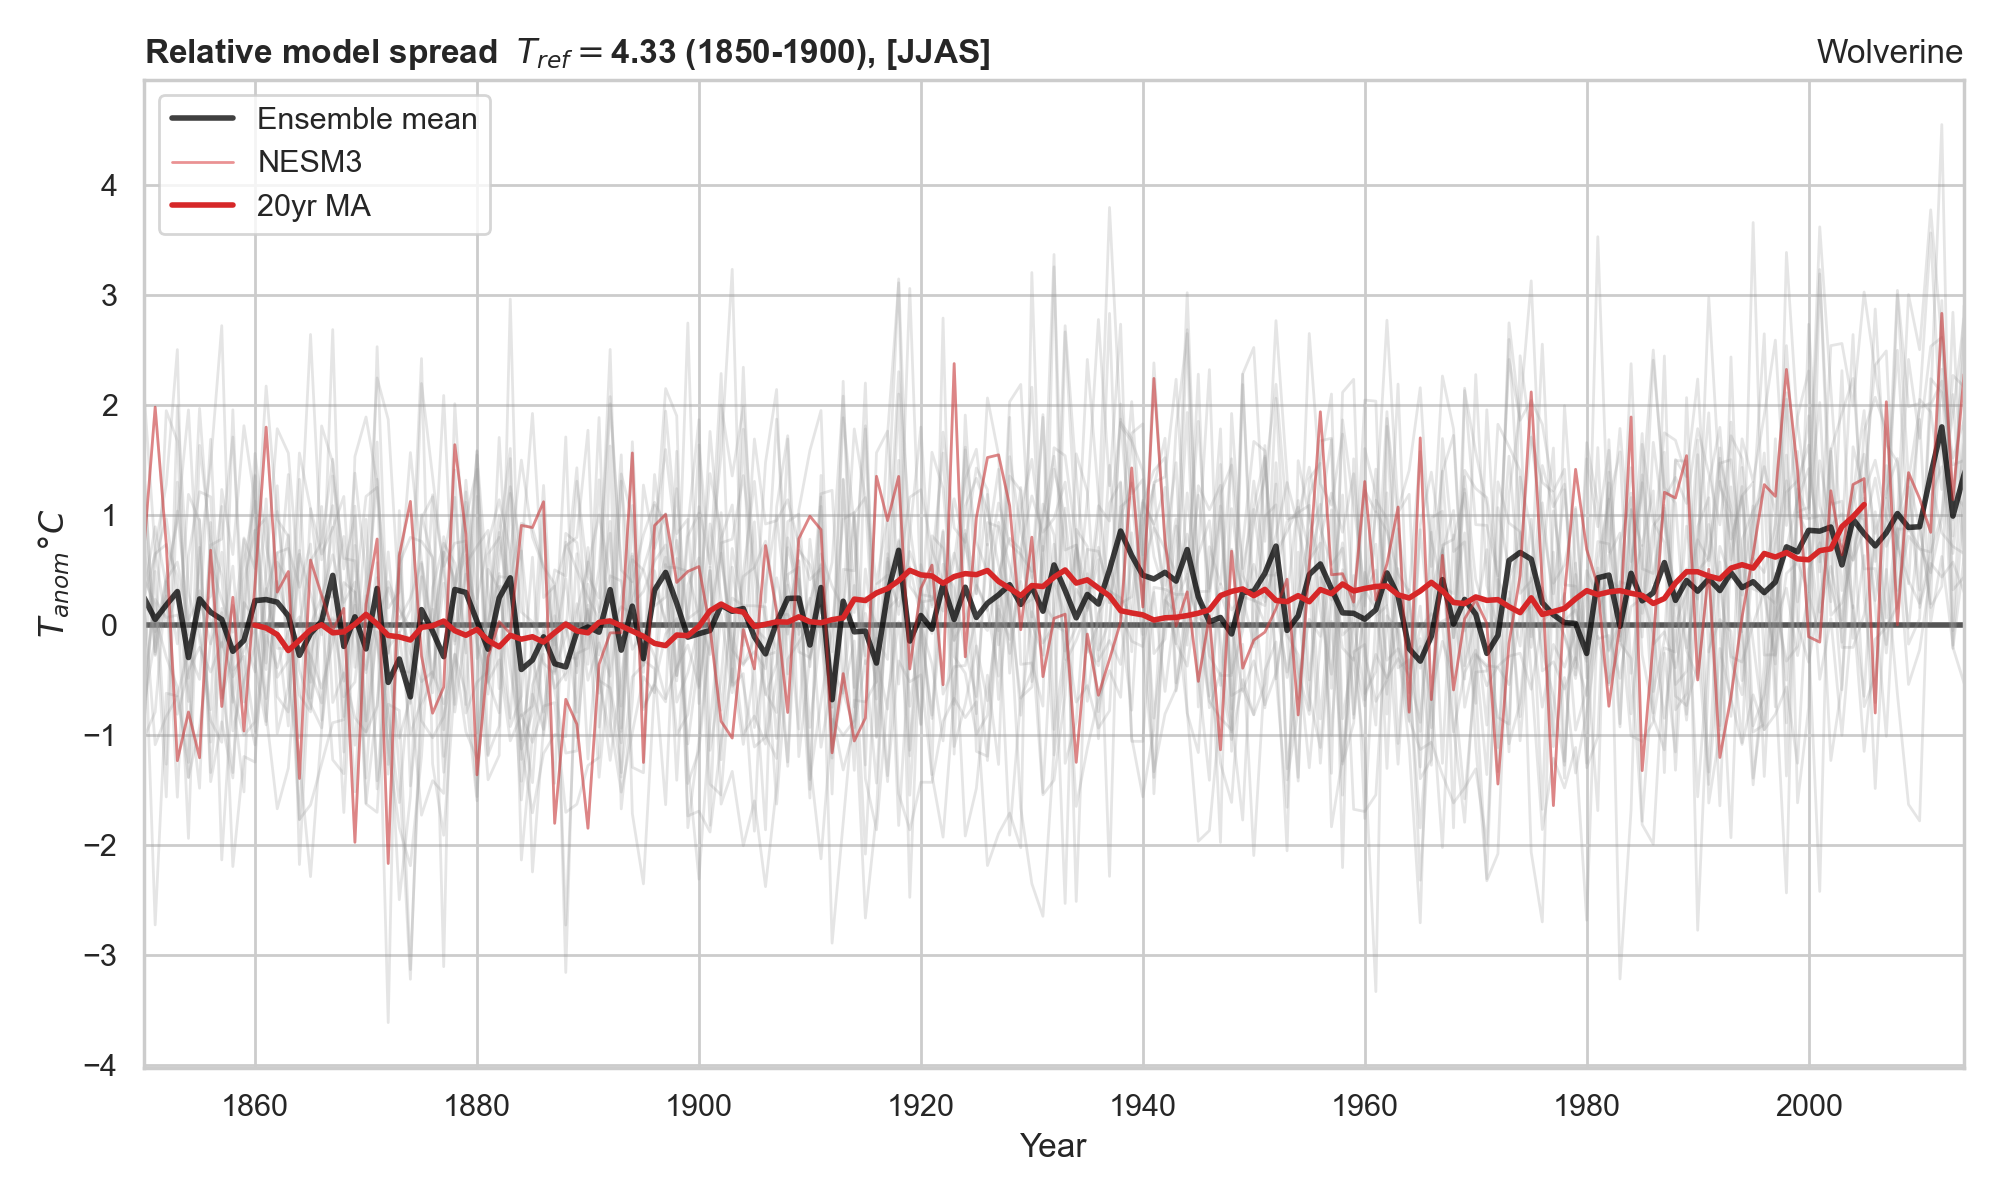 Relative model spread T_ref = 4.33 (1850-1900), [JJAS]
Wolverine
Ensemble mean
NESM3
20yr MA
T_anom °C
4
3
2
1
0
−1
−2
−3
−4
1860 1880 1900 1920 1940 1960 1980 2000
Year